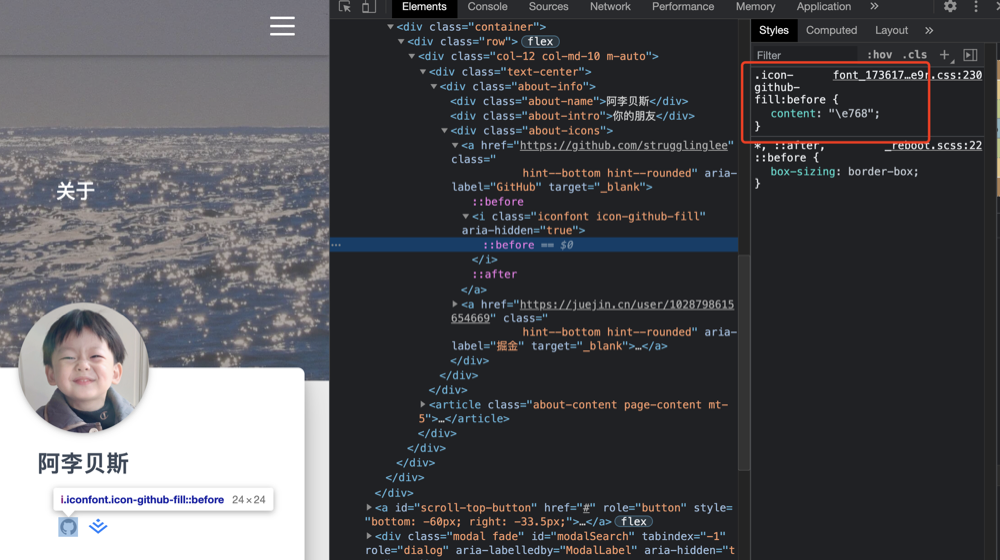 Elements Console Sources Network Performance Memory Application »
关于
阿李贝斯
i.iconfont.icon-github-fill::before 24 × 24
▼<div class="container">
▼<div class="row"> flex
▼<div class="col-12 col-md-10 m-auto">
▼<div class="text-center">
▼<div class="about-info">
<div class="about-name">阿李贝斯</div>
<div class="about-intro">你的朋友</div>
▼<div class="about-icons">
▼<a href="https://github.com/strugglinglee"
class="
hint--bottom hint--rounded" aria-
label="GitHub" target="_blank">
::before
▼<i class="iconfont icon-github-fill"
aria-hidden="true">
… ::before == $0
</i>
::after
</a>
▶<a href="https://juejin.cn/user/1028798615
654669" class="
hint--bottom hint--rounded" aria-
label="掘金" target="_blank">…</a>
</div>
</div>
</div>
▶<article class="about-content page-content mt-
5">…</article>
</div>
</div>
</div>
</div>
</div>
▶<a id="scroll-top-button" href="#" role="button" style=
"bottom: -60px; right: -33.5px;">…</a> flex
▶<div class="modal fade" id="modalSearch" tabindex="-1"
role="dialog" aria-labelledby="ModalLabel" aria-hidden="t
Styles Computed Layout »
Filter :hov .cls +
.icon- font_173617…e9r.css:230
github-
fill:before {
content: "\e768";
}
*, ::after, _reboot.scss:22
::before {
box-sizing: border-box;
}